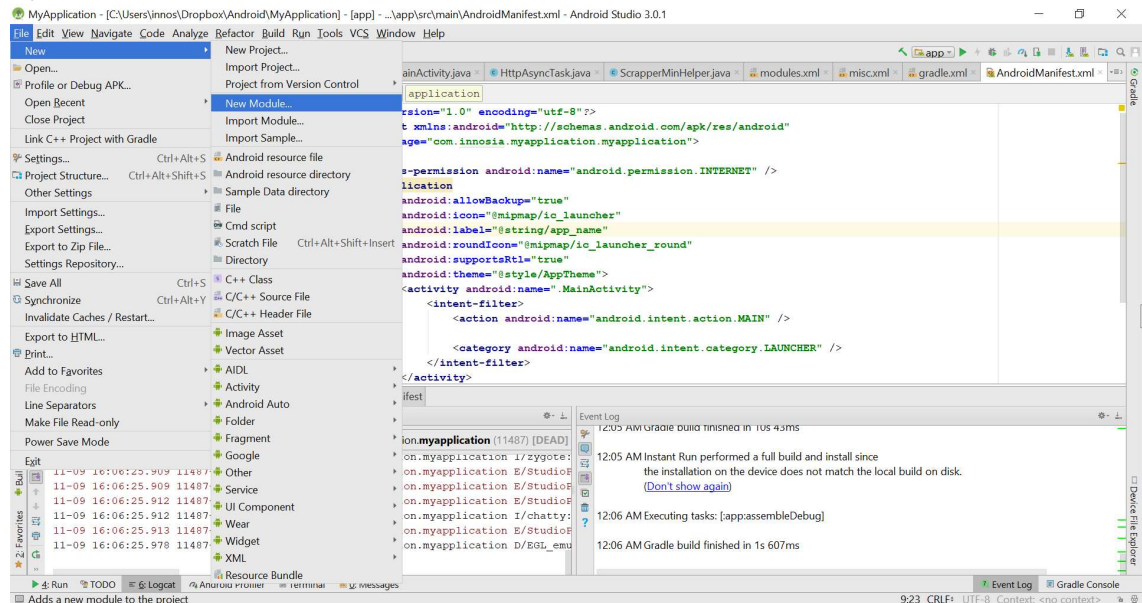 MyApplication - [C:\Users\innos\Dropbox\Android\MyApplication] - [app] - ...\app\src\main\AndroidManifest.xml - Android Studio 3.0.1
File Edit View Navigate Code Analyze Refactor Build Run Tools VCS Window Help
New
Open...
Profile or Debug APK...
Open Recent
Close Project
Link C++ Project with Gradle
Settings... Ctrl+Alt+S
Project Structure... Ctrl+Alt+Shift+S
Other Settings
Import Settings...
Export Settings...
Export to Zip File...
Settings Repository...
Save All Ctrl+S
Synchronize Ctrl+Alt+Y
Invalidate Caches / Restart...
Export to HTML...
Print...
Add to Favorites
File Encoding
Line Separators
Make File Read-only
Power Save Mode
Exit
New Project...
Import Project...
Project from Version Control
New Module...
Import Module...
Import Sample...
Android resource file
Android resource directory
Sample Data directory
File
Cmd script
Scratch File Ctrl+Alt+Shift+Insert
Directory
C++ Class
C/C++ Source File
C/C++ Header File
Image Asset
Vector Asset
AIDL
Activity
Android Auto
Folder
Fragment
Google
Other
Service
UI Component
Wear
Widget
XML
Resource Bundle
app
ainActivity.java HttpAsyncTask.java ScrapperMinHelper.java modules.xml misc.xml gradle.xml AndroidManifest.xml
application
rsion="1.0" encoding="utf-8"?>
t xmlns:android="http://schemas.android.com/apk/res/android"
age="com.innosia.myapplication.myapplication">
s-permission android:name="android.permission.INTERNET" />
lication
android:allowBackup="true"
android:icon="@mipmap/ic_launcher"
android:label="@string/app_name"
android:roundIcon="@mipmap/ic_launcher_round"
android:supportsRtl="true"
android:theme="@style/AppTheme">
<activity android:name=".MainActivity">
<intent-filter>
<action android:name="android.intent.action.MAIN" />
<category android:name="android.intent.category.LAUNCHER" />
</intent-filter>
</activity>
ifest
ion.myapplication (11487) [DEAD]
on.myapplication I/zygote:
11-09 16:06:25.909 11487- on.myapplication E/StudioP
11-09 16:06:25.909 11487- on.myapplication E/StudioP
11-09 16:06:25.912 11487- on.myapplication E/StudioP
11-09 16:06:25.912 11487- on.myapplication I/chatty:
11-09 16:06:25.913 11487- on.myapplication E/StudioP
11-09 16:06:25.978 11487- on.myapplication D/EGL_emu
Event Log
12:05 AM Gradle build finished in 10s 43ms
12:05 AM Instant Run performed a full build and install since
the installation on the device does not match the local build on disk.
(Don't show again)
12:06 AM Executing tasks: [:app:assembleDebug]
12:06 AM Gradle build finished in 1s 607ms
Gradle
Device File Explorer
Buil
2: Favorites
4: Run TODO 6: Logcat Android Profiler Terminal 0: Messages Event Log Gradle Console
Adds a new module to the project 9:23 CRLF UTF-8 Context: <no context>